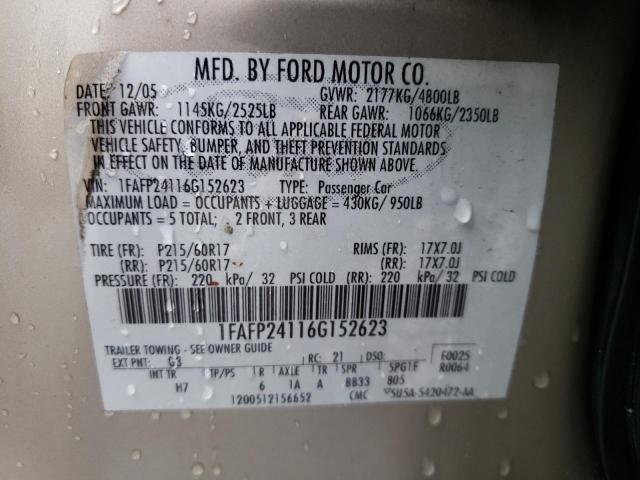 MFD. BY FORD MOTOR CO.
DATE: 12/05 GVWR: 2177KG/4800LB
FRONT GAWR: 1145KG/2525LB REAR GAWR: 1066KG/2350LB
THIS VEHICLE CONFORMS TO ALL APPLICABLE FEDERAL MOTOR
VEHICLE SAFETY, BUMPER, AND THEFT PREVENTION STANDARDS
IN EFFECT ON THE DATE OF MANUFACTURE SHOWN ABOVE.
VIN: 1FAFP24116G152623 TYPE: Passenger Car
MAXIMUM LOAD = OCCUPANTS + LUGGAGE = 430KG/ 950LB
OCCUPANTS = 5 TOTAL; 2 FRONT, 3 REAR
TIRE (FR): P215/60R17 RIMS (FR): 17X7.0J
(RR): P215/60R17 (RR): 17X7.0J
PRESSURE (FR): 220 kPa/ 32 PSI COLD (RR): 220 kPa/ 32 PSI COLD
1FAFP24116G152623
TRAILER TOWING - SEE OWNER GUIDE
EXT PNT: G3 RC: 21 DSO: F0025
R0064
INT TR TP/PS R AXLE TR SPR SPGTF
H7 6 1A A BB33 805
1200512156652 CMC 5U5A-5420472-AA